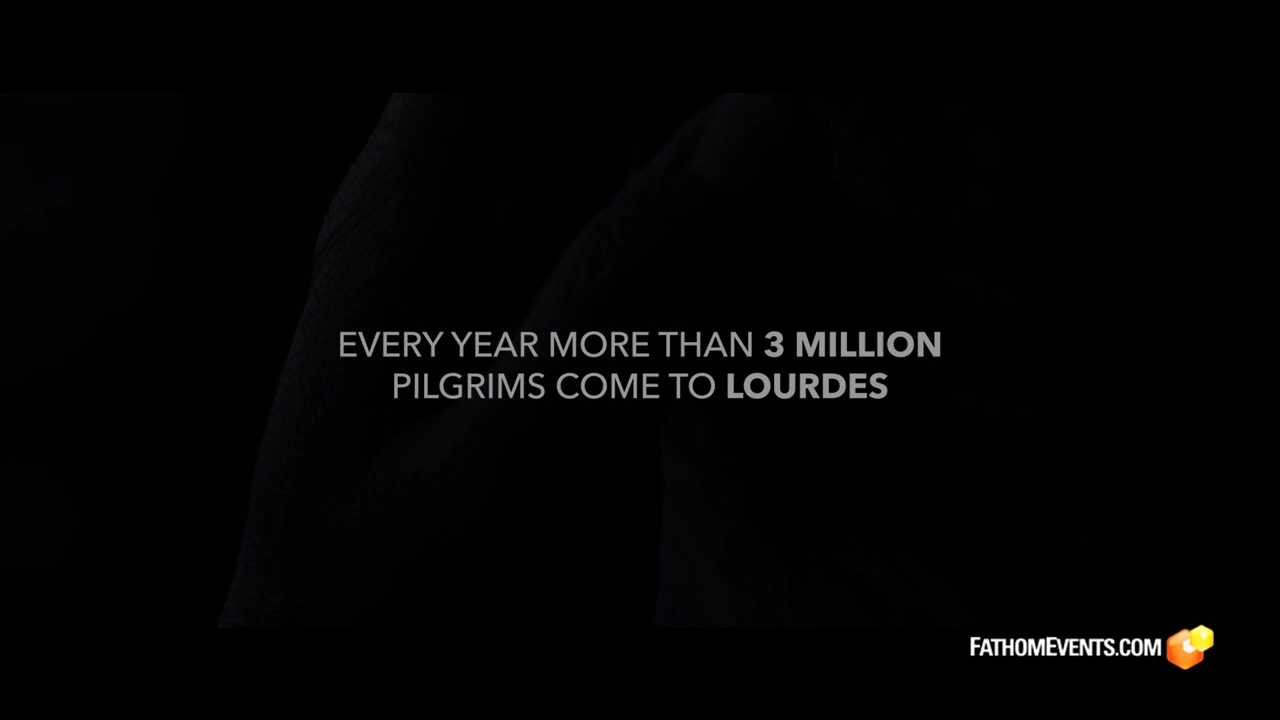 EVERY YEAR MORE THAN 3 MILLION
PILGRIMS COME TO LOURDES
FATHOMEVENTS.COM